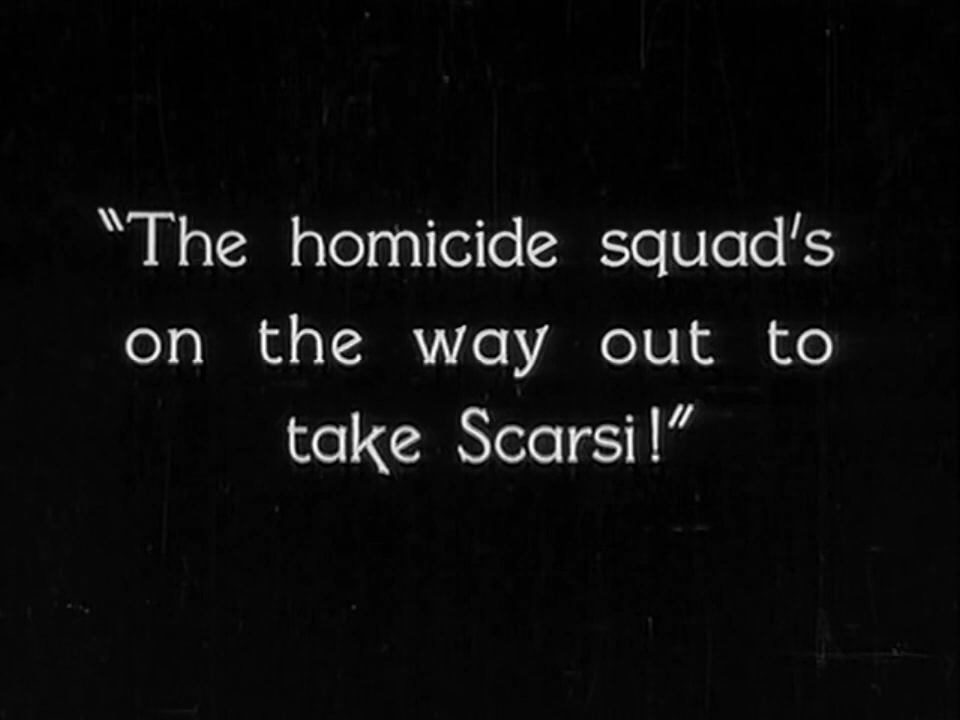 “The homicide squad's
on the way out to
take Scarsi!”